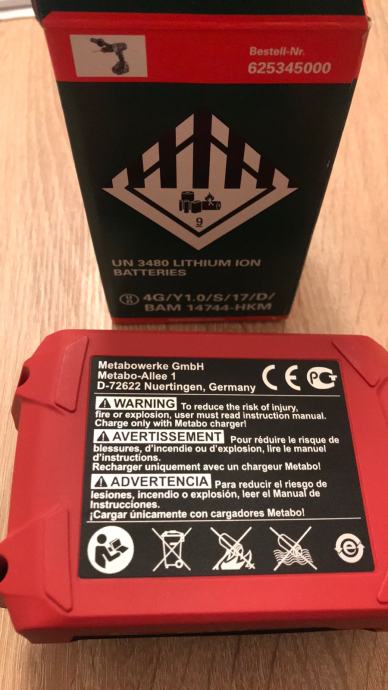 Bestell-Nr.
625345000
9
UN 3480 LITHIUM ION
BATTERIES
4G/Y1.0/S/17/D/
BAM 14744-HKM
Metabowerke GmbH
Metabo-Allee 1
D-72622 Nuertingen, Germany
WARNING To reduce the risk of injury,
fire or explosion, user must read instruction manual.
Charge only with Metabo charger!
AVERTISSEMENT Pour réduire le risque de
blessures, d'incendie ou d'explosion, lire le manuel
d'instructions.
Recharger uniquement avec un chargeur Metabo!
ADVERTENCIA Para reducir el riesgo de
lesiones, incendio o explosión, leer el Manual de
Instrucciones.
¡Cargar únicamente con cargadores Metabo!